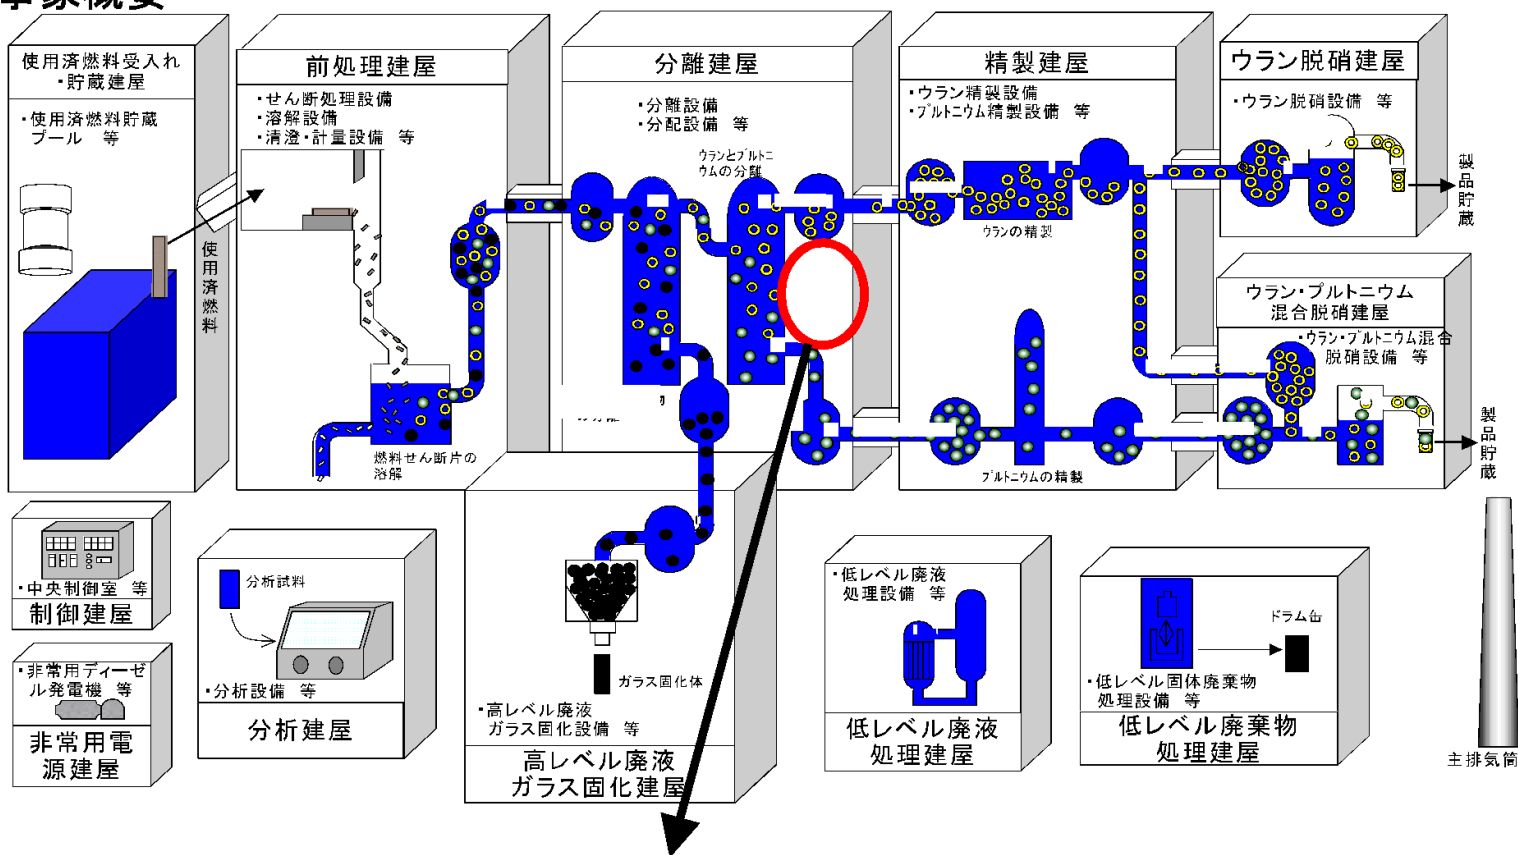 使用済燃料受入れ
・貯蔵建屋
・使用済燃料貯蔵
プール 等
使用済燃料
前処理建屋
・せん断処理設備
・溶解設備
・清澄・計量設備 等
燃料せん断片の
溶解
分離建屋
・分離設備
・分配設備 等
ウランとプルトニ
ウムの分離
精製建屋
・ウラン精製設備
・プルトニウム精製設備 等
ウランの精製
プルトニウムの精製
ウラン脱硝建屋
・ウラン脱硝設備 等
製品貯蔵
ウラン・プルトニウム
混合脱硝建屋
・ウラン・プルトニウム混合
脱硝設備 等
製品貯蔵
・中央制御室 等
制御建屋
・非常用ディーゼ
ル発電機 等
非常用電
源建屋
分析試料
・分析設備 等
分析建屋
ガラス固化体
・高レベル廃液
ガラス固化設備 等
高レベル廃液
ガラス固化建屋
・低レベル廃液
処理設備 等
低レベル廃液
処理建屋
ドラム缶
・低レベル固体廃棄物
処理設備 等
低レベル廃棄物
処理建屋
主排気筒